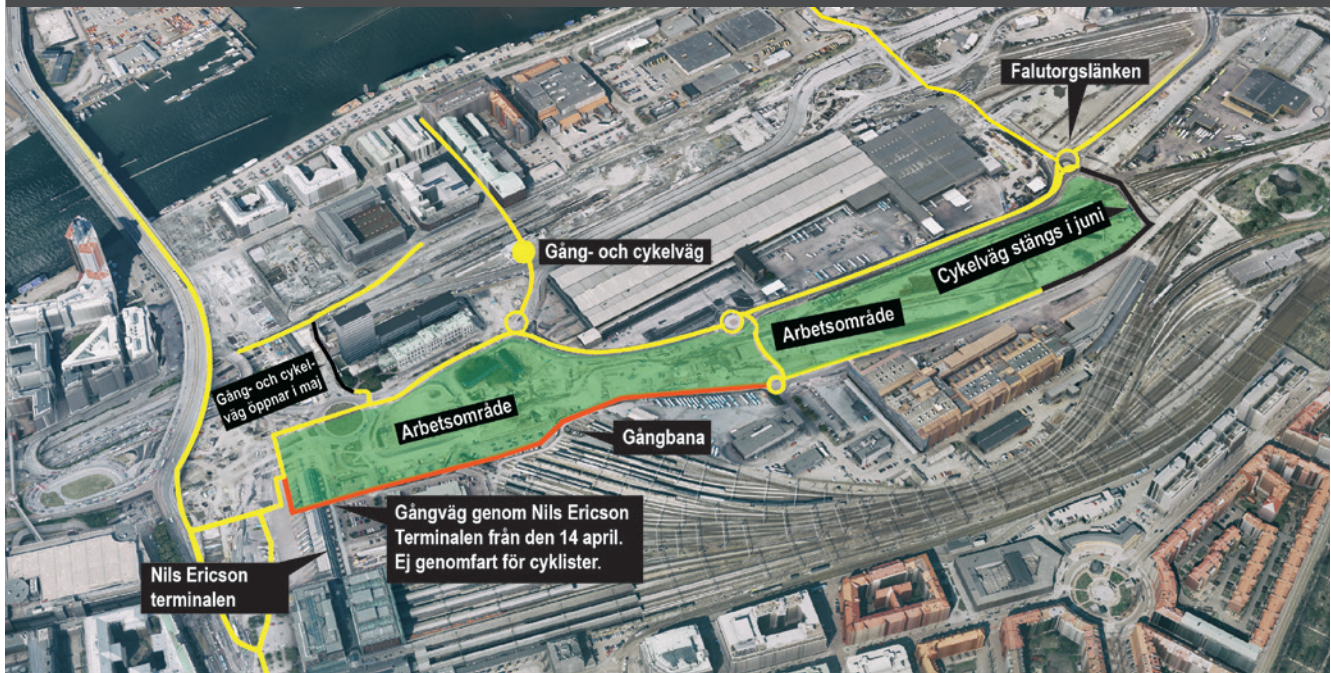 Falutorgslänken
Gång- och cykelväg
Cykelväg stängs i juni
Arbetsområde
Gång- och cykel-
väg öppnar i maj
Arbetsområde
Gångbana
Gångväg genom Nils Ericson
Terminalen från den 14 april.
Ej genomfart för cyklister.
Nils Ericson
terminalen